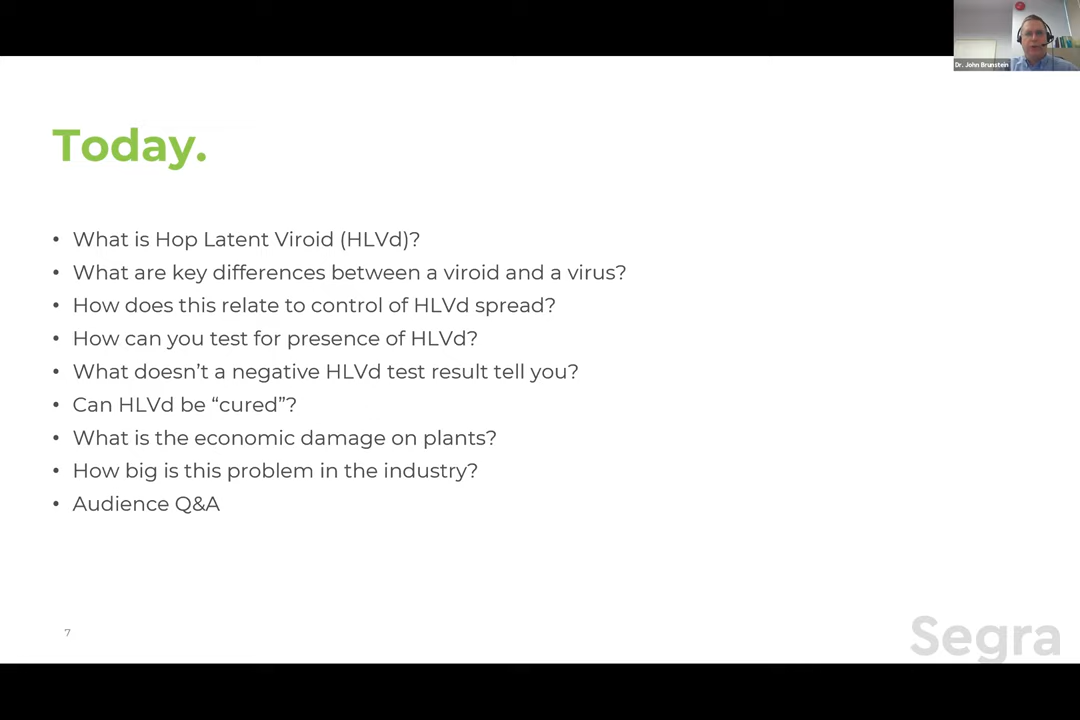 Dr. John Brunstein
Today.
• What is Hop Latent Viroid (HLVd)?
• What are key differences between a viroid and a virus?
• How does this relate to control of HLVd spread?
• How can you test for presence of HLVd?
• What doesn’t a negative HLVd test result tell you?
• Can HLVd be “cured”?
• What is the economic damage on plants?
• How big is this problem in the industry?
• Audience Q&A
7
Segra